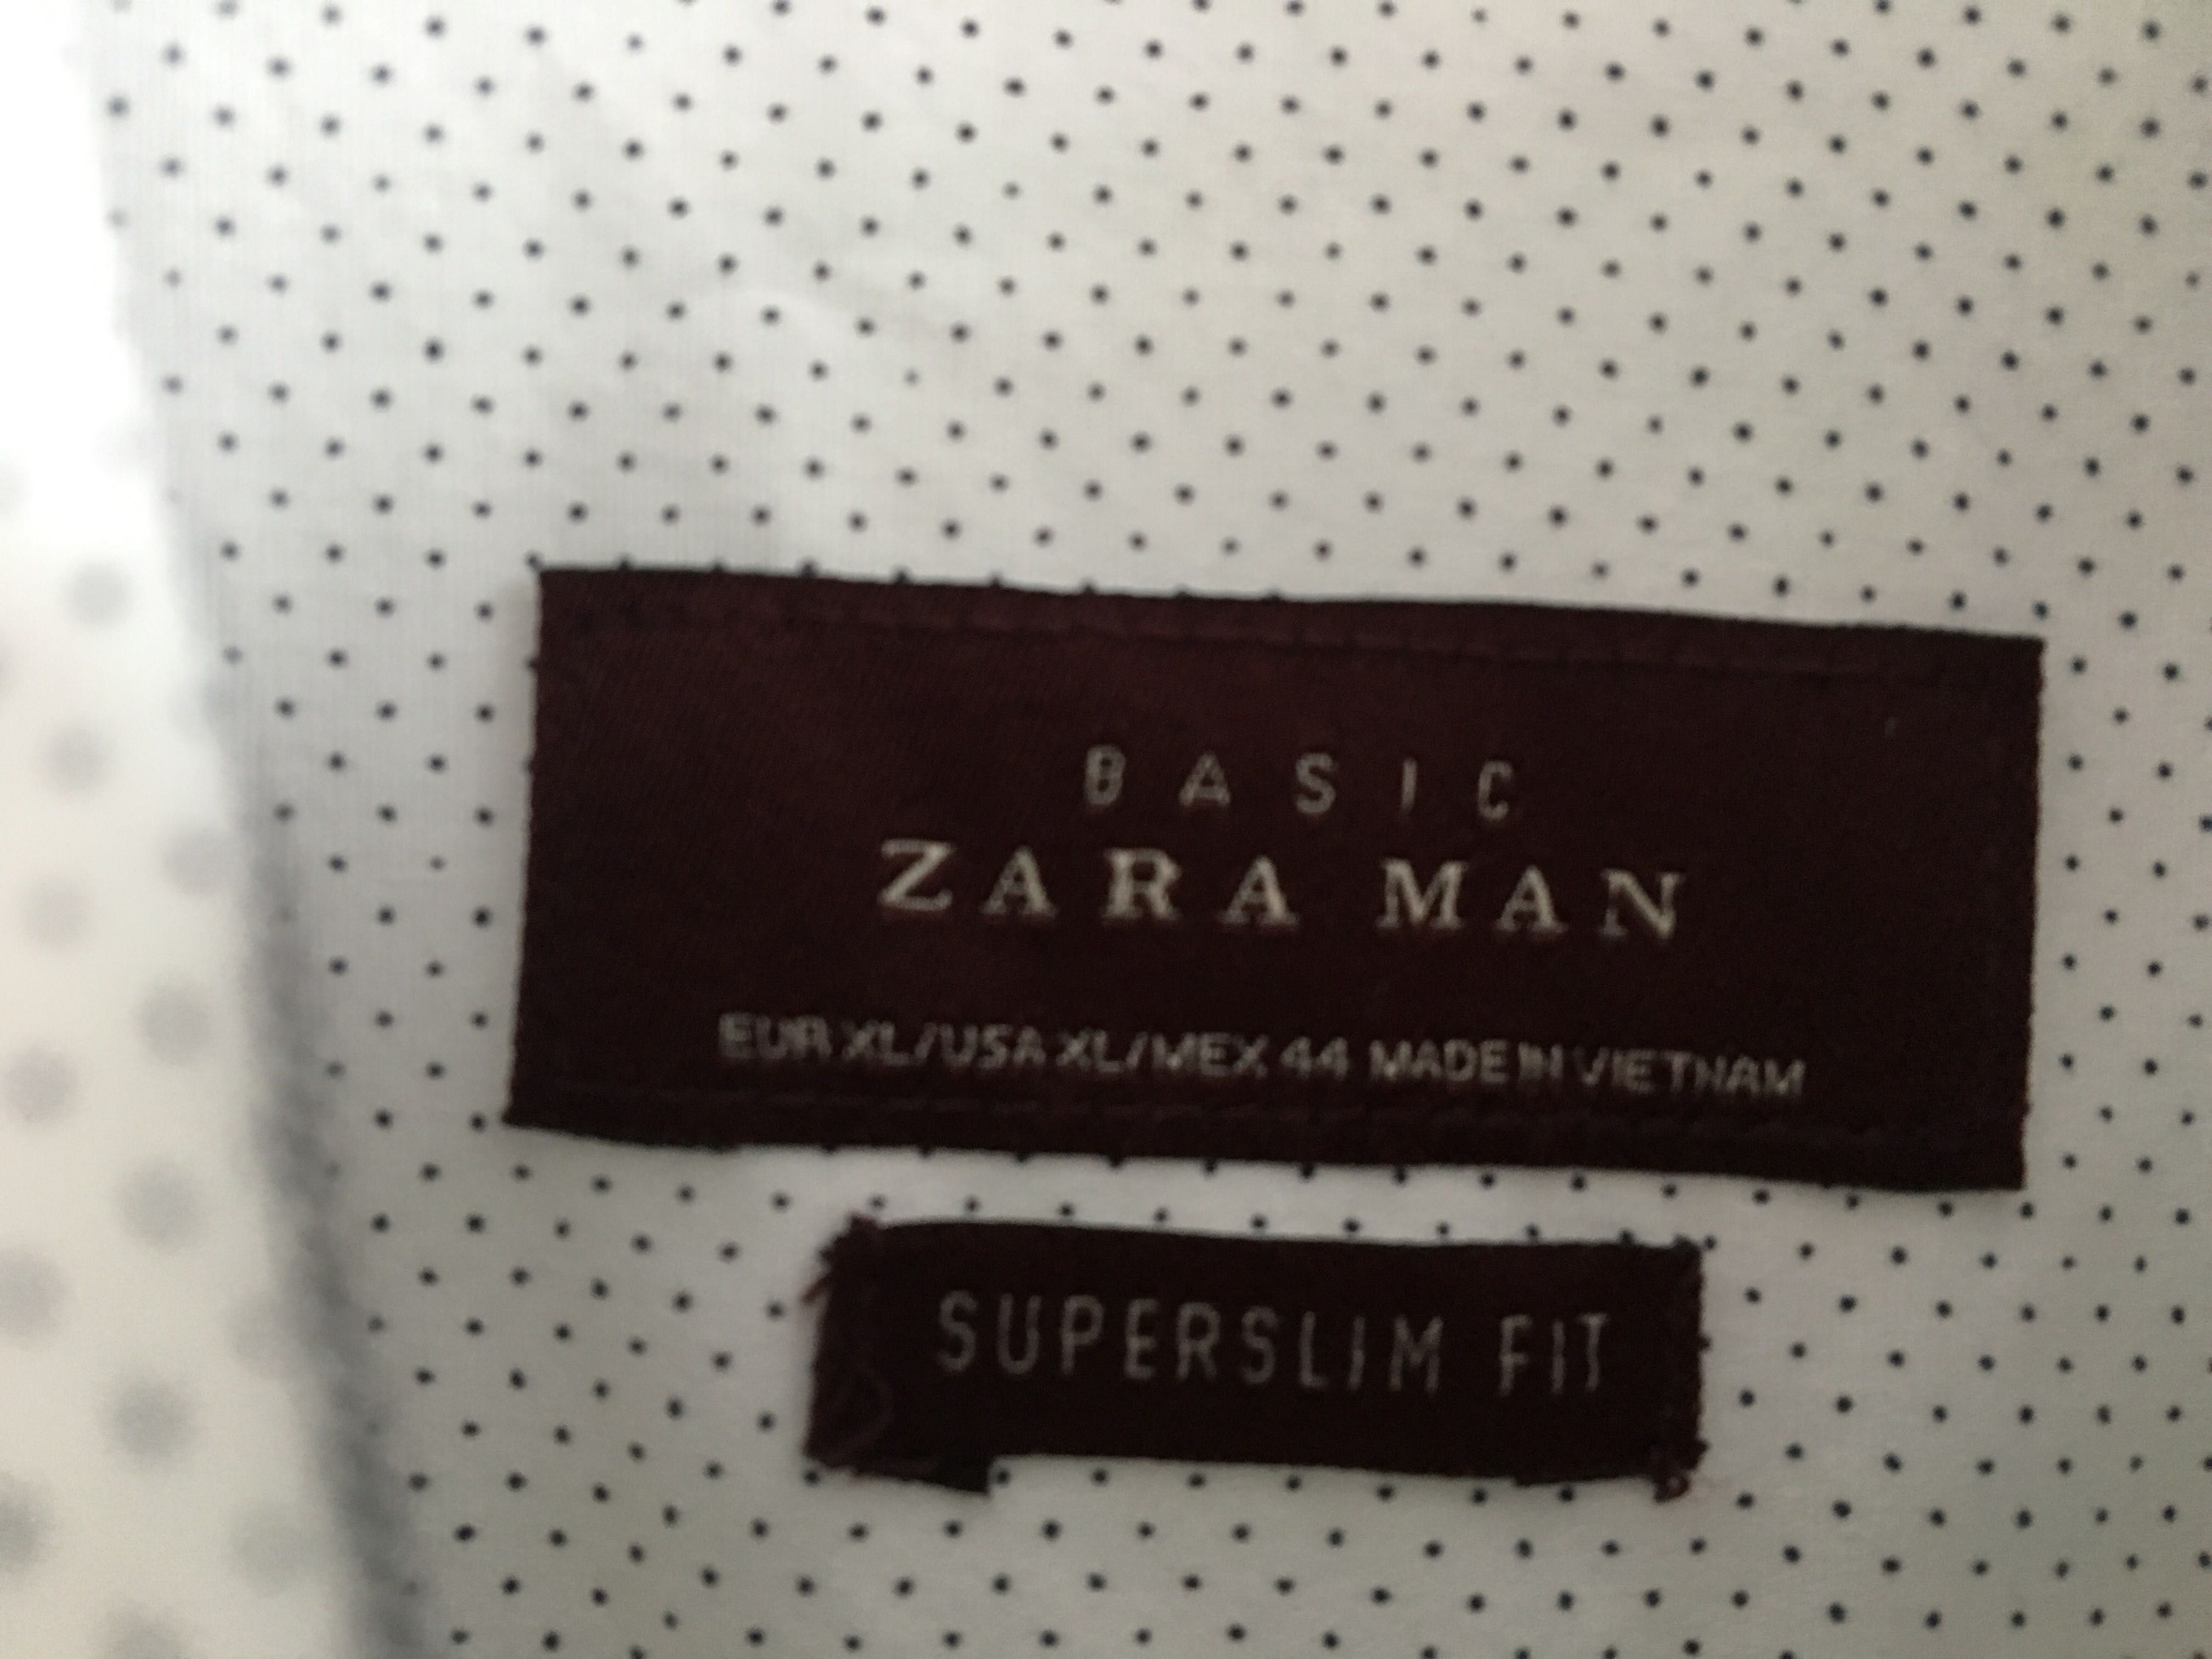 BASIC
ZARA MAN
EUR XL/USA XL/MEX 44 MADE IN VIETNAM
SUPERSLIM FIT